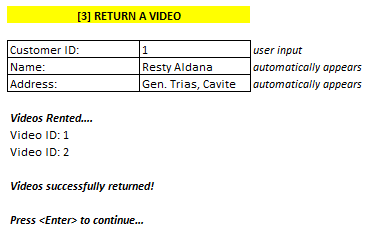 [3] RETURN A VIDEO
Customer ID: 1 user input
Name: Resty Aldana automatically appears
Address: Gen. Trias, Cavite automatically appears
Videos Rented....
Video ID: 1
Video ID: 2
Videos successfully returned!
Press <Enter> to continue...